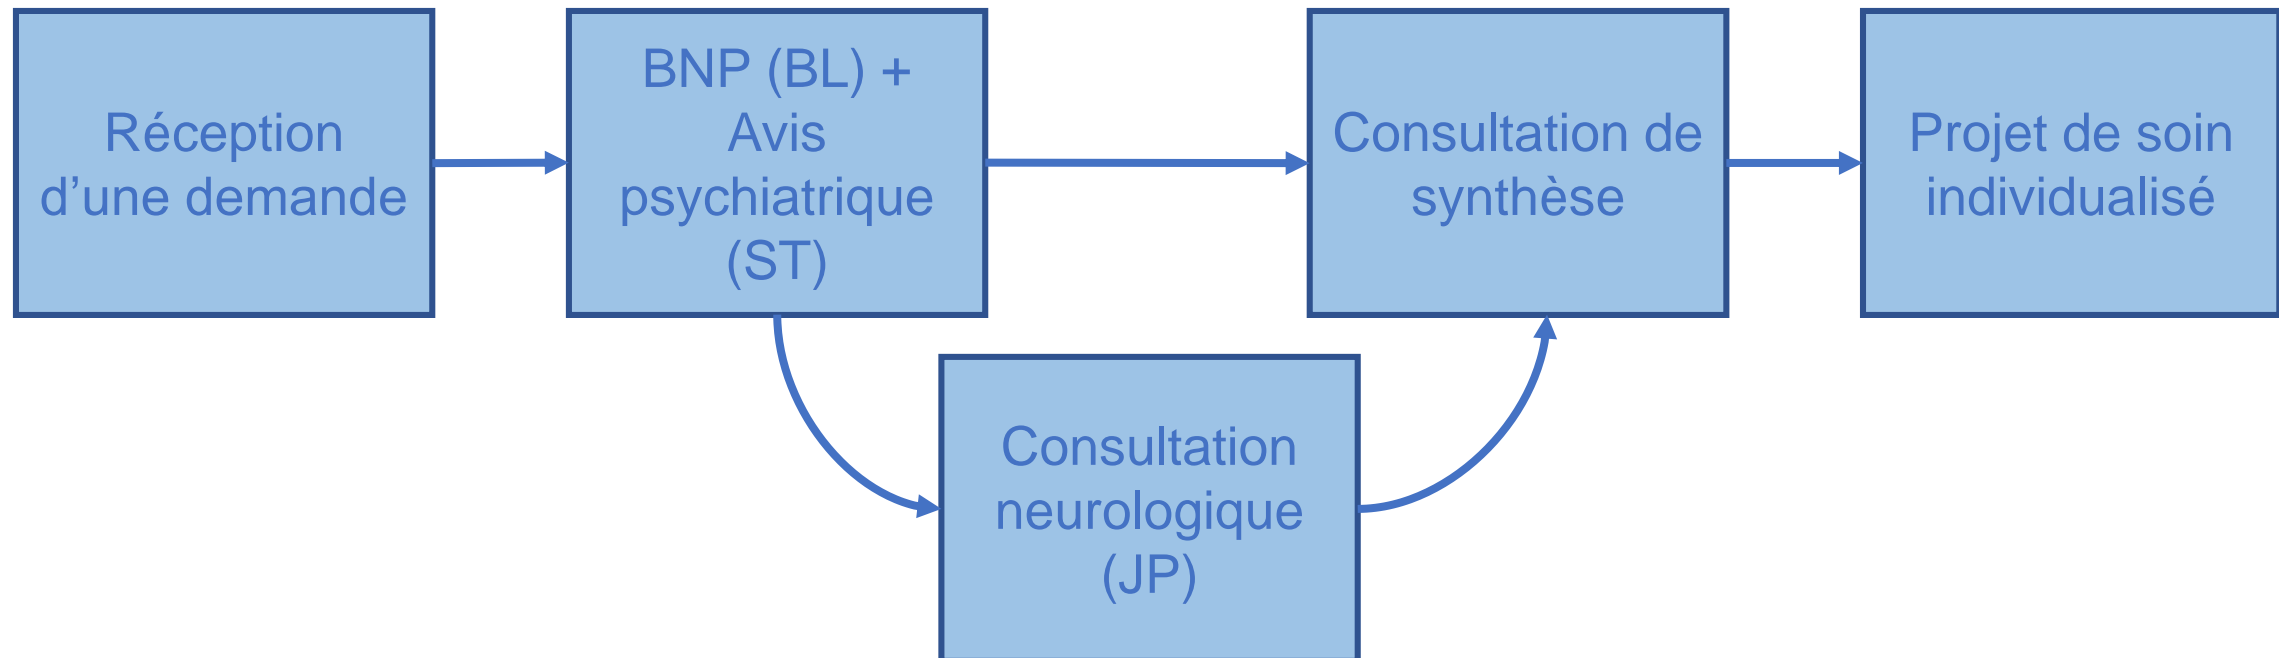 Réception
d’une demande
BNP (BL) +
Avis
psychiatrique
(ST)
Consultation de
synthèse
Projet de soin
individualisé
Consultation
neurologique
(JP)